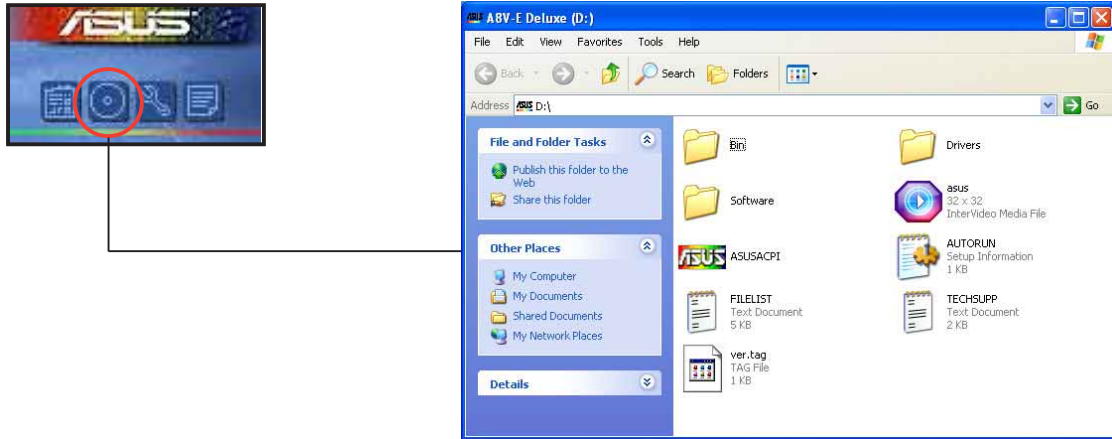 ASUS
ASUS A8V-E Deluxe (D:)
File Edit View Favorites Tools Help
Back Search Folders
Address ASUS D:\ Go
File and Folder Tasks
Publish this folder to the
Web
Share this folder
Other Places
My Computer
My Documents
Shared Documents
My Network Places
Details
Bin
Drivers
Software
asus
32 x 32
InterVideo Media File
ASUS ASUSACPI
AUTORUN
Setup Information
1 KB
FILELIST
Text Document
5 KB
TECHSUPP
Text Document
2 KB
ver.tag
TAG File
1 KB